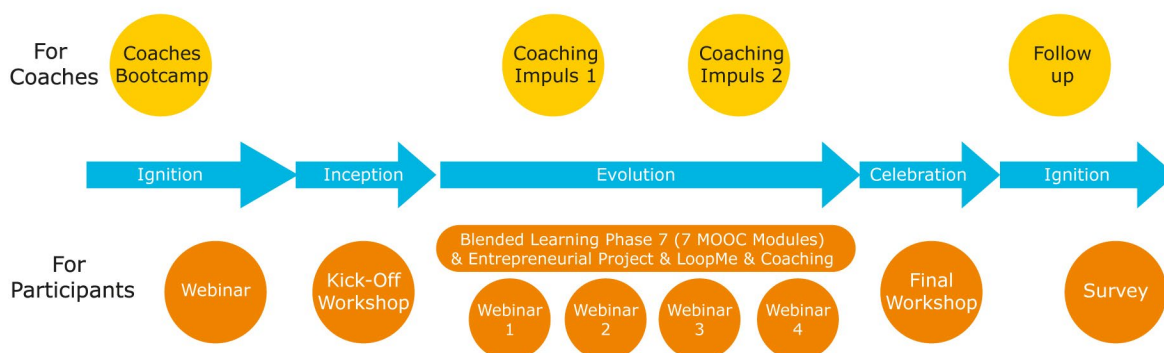 For
Coaches
Coaches
Bootcamp
Coaching
Impuls 1
Coaching
Impuls 2
Follow
up
Ignition
Inception
Evolution
Celebration
Ignition
For
Participants
Webinar
Kick-Off
Workshop
Blended Learning Phase 7 (7 MOOC Modules)
& Entrepreneurial Project & LoopMe & Coaching
Webinar
1
Webinar
2
Webinar
3
Webinar
4
Final
Workshop
Survey